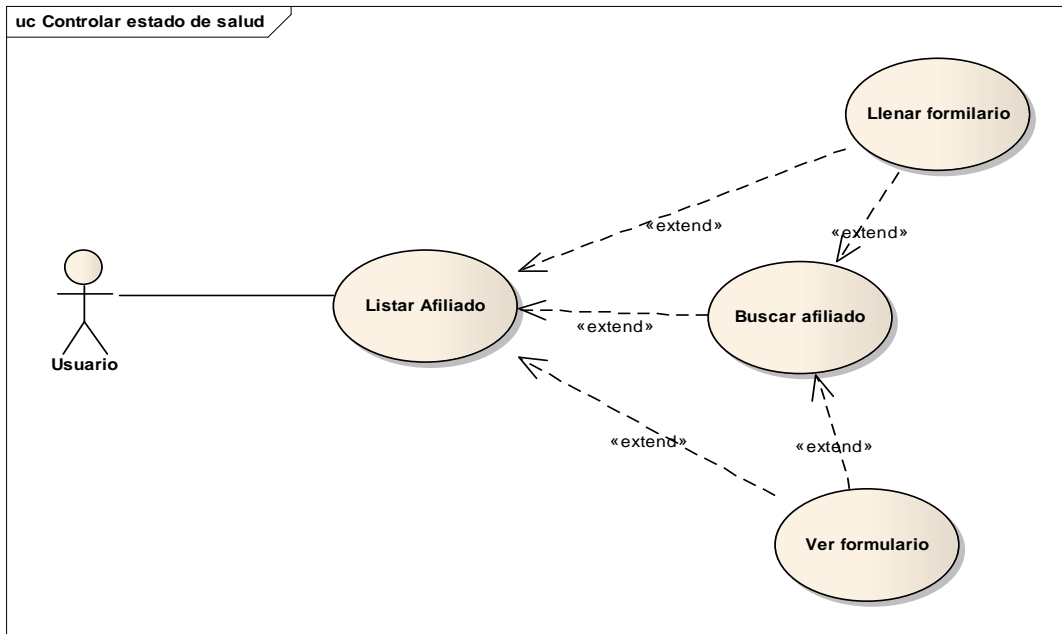 uc Controlar estado de salud
Llenar formilario
«extend»
«extend»
Listar Afiliado
Buscar afiliado
«extend»
Usuario
«extend»
«extend»
Ver formulario